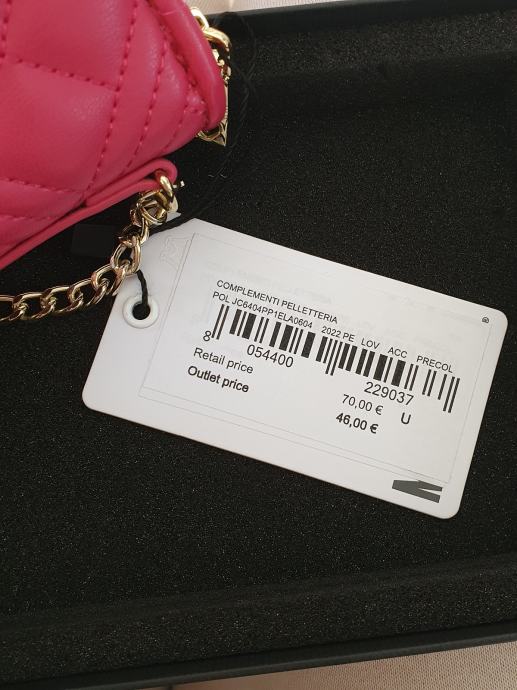 COMPLEMENTI PELLETTERIA
POL JC6404PP1ELA0604 2022 PE LOV ACC PRECOL
8 054400 229037
Retail price 70,00 € U
Outlet price 46,00 €